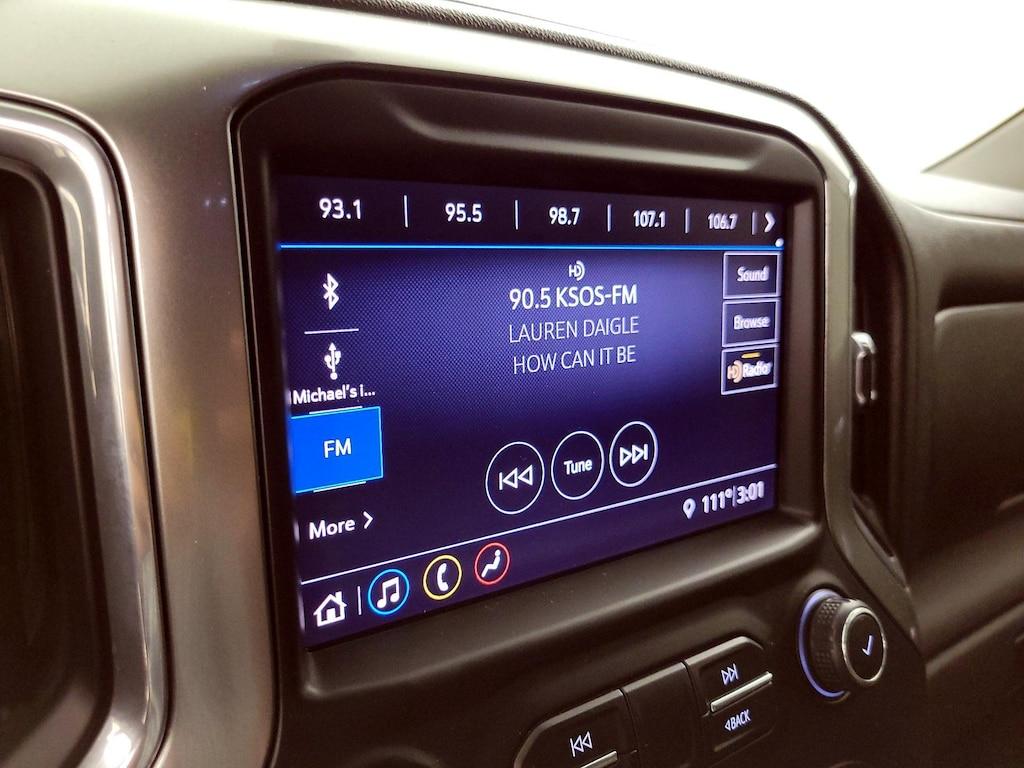 93.1 | 95.5 | 98.7 | 107.1 | 106.7
HD
90.5 KSOS-FM
LAUREN DAIGLE
HOW CAN IT BE
Sound
Browse
HD Radio
Michael's i...
FM
More
Tune
111° | 3:01
BACK